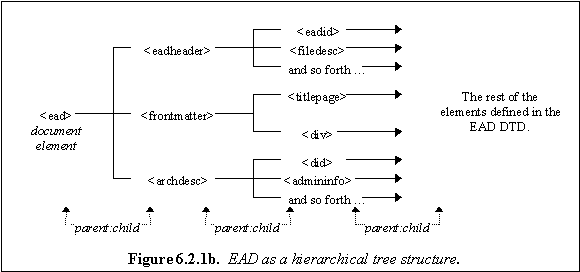 <eadid>
<eadheader>
<filedesc>
and so forth ...
<titlepage>
The rest of the
elements defined in the
EAD DTD.
<ead>
document
element
<frontmatter>
<div>
<did>
<archdesc>
<admininfo>
and so forth ...
parent:child
parent:child
parent:child
Figure 6.2.1b. EAD as a hierarchical tree structure.